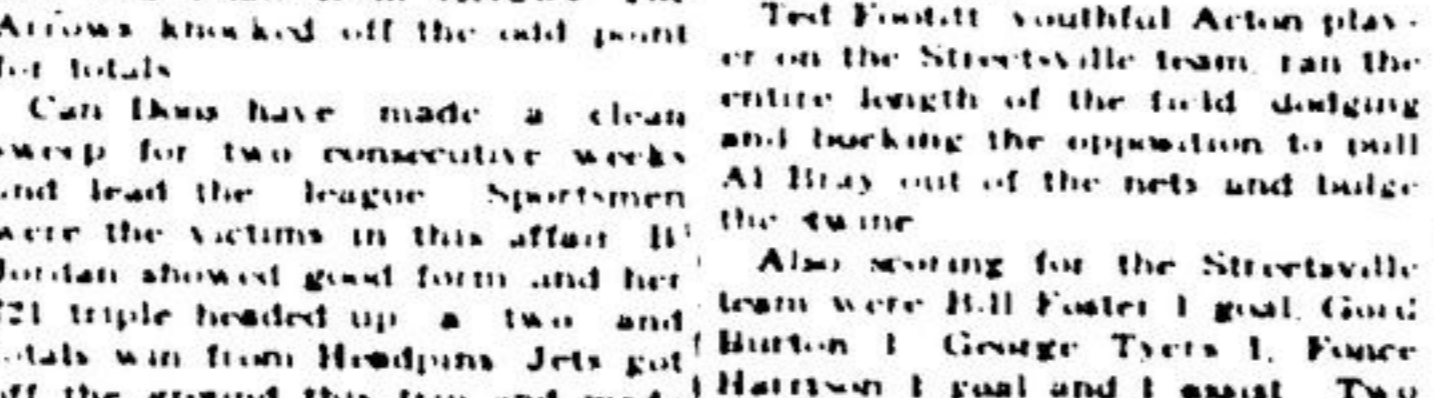 Arrows knocked off the odd point
for totals
Can Dons have made a clean
sweep for two consecutive weeks
and lead the league Sportsmen
were the victims in this affair
Jordan showed good form and her
triple headed up a two and
totals win from Headpins Jets got
off the ground this
Ted Footitt youthful Acton play-
er on the Streetsville team, ran the
entire length of the field dodging
and bucking the opposition to pull
Al Bray out of the nets and bulge
the twine
Also scoring for the Streetsville
team were Bill Foster 1 goal, Gord
Burton 1 George Tyers 1,
Harrison 1 goal and 1 assist Two